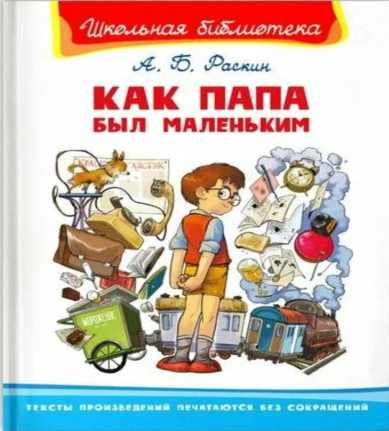 Школьная библиотека
А. Б. Раскин
КАК ПАПА
БЫЛ МАЛЕНЬКИМ
МОРОЖЕНОЕ
ТЕКСТЫ ПРОИЗВЕДЕНИЙ ПЕЧАТАЮТСЯ БЕЗ СОКРАЩЕНИЙ